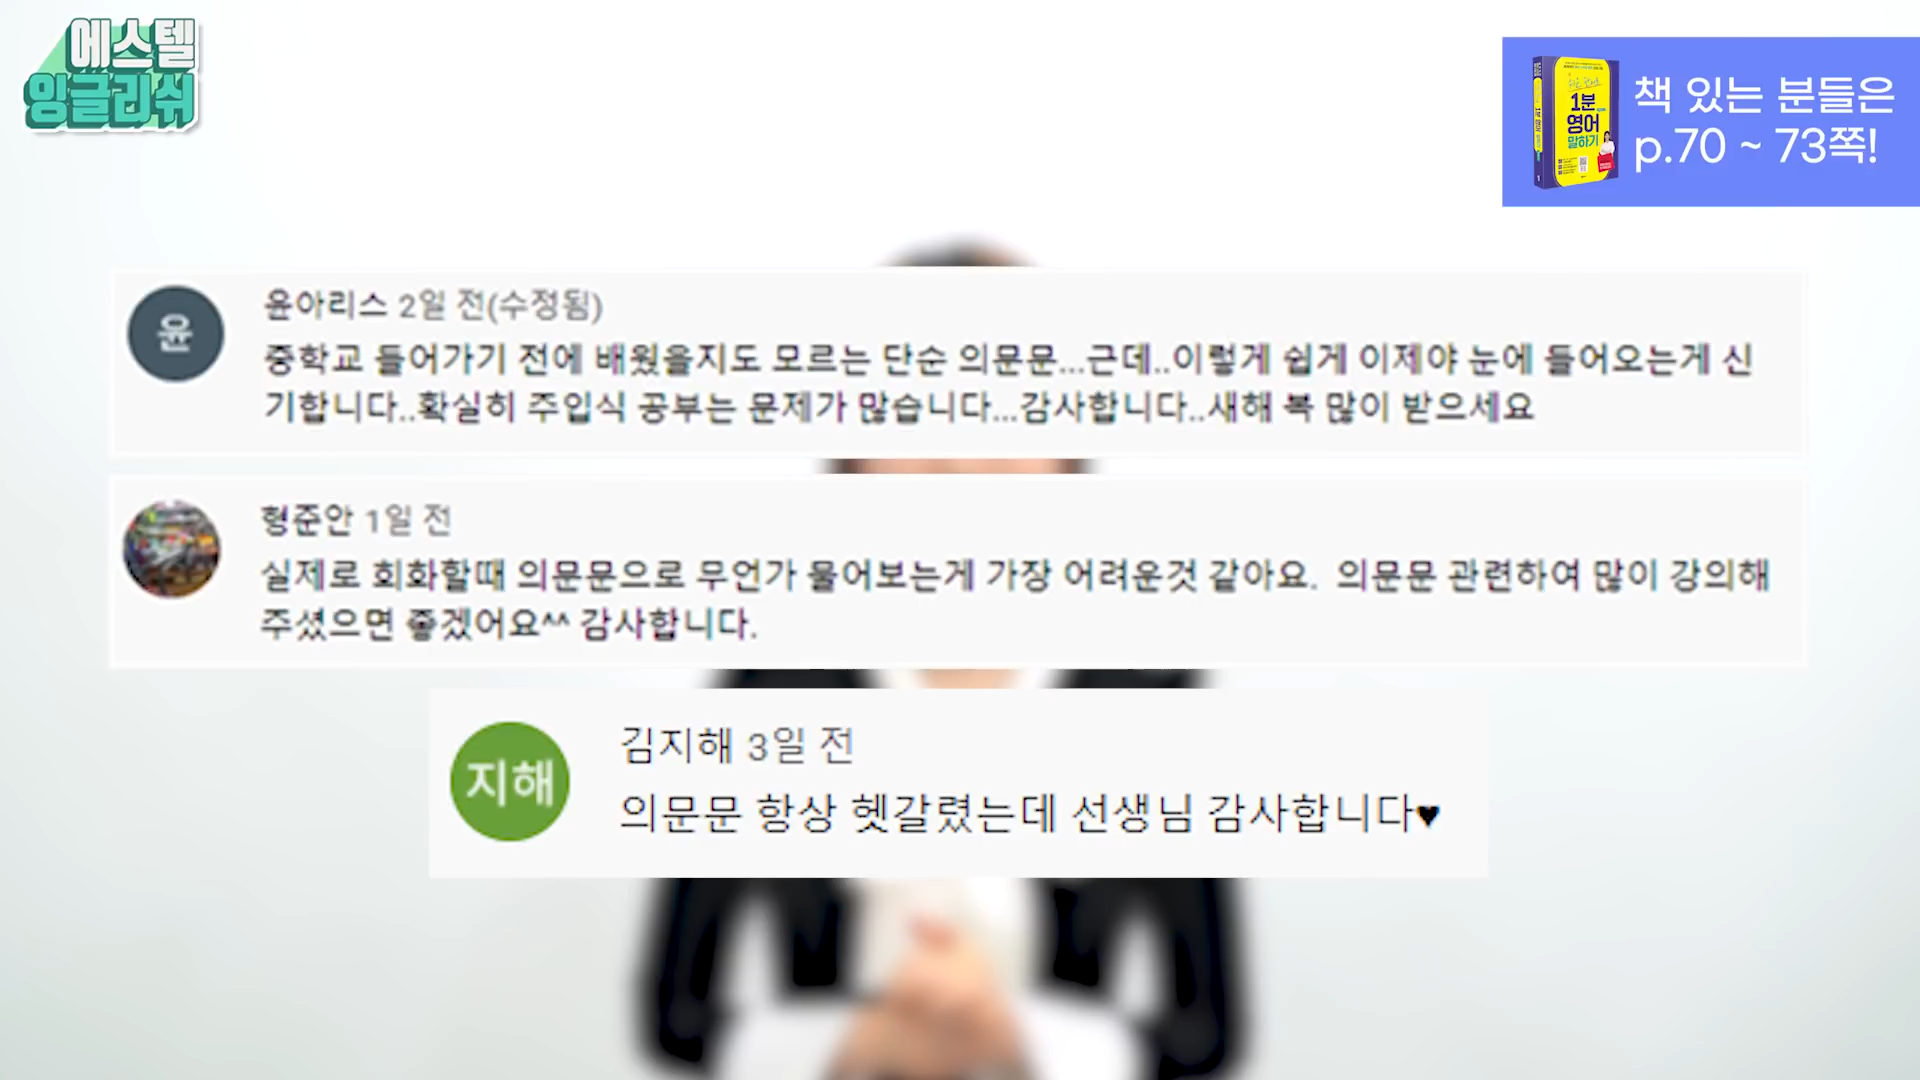 에스텔
잉글리쉬
1분
영어
말하기
책 있는 분들은
p.70 ~ 73쪽!
윤
윤아리스 2일 전(수정됨)
중학교 들어가기 전에 배웠을지도 모르는 단순 의문문...근데..이렇게 쉽게 이제야 눈에 들어오는게 신
기합니다..확실히 주입식 공부는 문제가 많습니다...감사합니다..새해 복 많이 받으세요
형준안 1일 전
실제로 회화할때 의문문으로 무언가 물어보는게 가장 어려운것 같아요. 의문문 관련하여 많이 강의해
주셨으면 좋겠어요^^ 감사합니다.
지해
김지해 3일 전
의문문 항상 헷갈렸는데 선생님 감사합니다♥